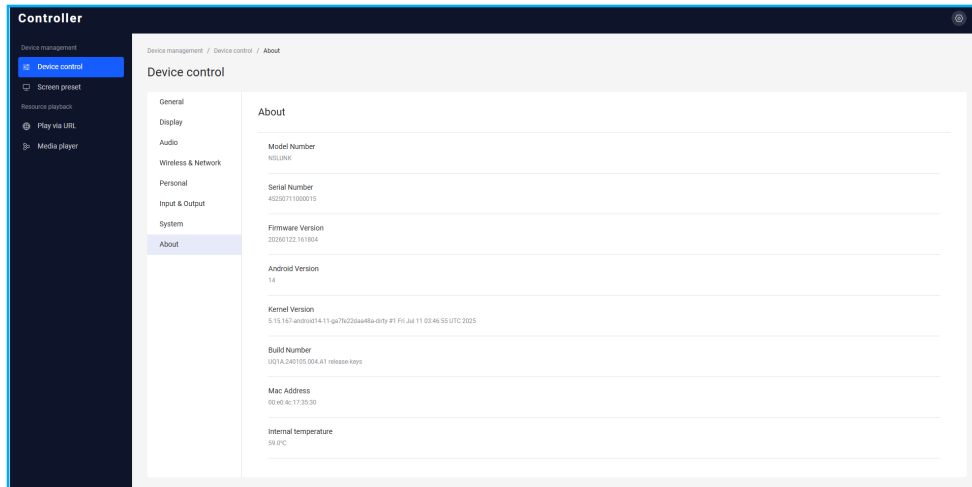 Controller
Device management
Device control
Screen preset
Resource playback
Play via URL
Media player
Device management / Device control / About
Device control
General
Display
Audio
Wireless & Network
Personal
Input & Output
System
About
About
Model Number
NSLUNK
Serial Number
45250711000015
Firmware Version
20260122.161804
Android Version
14
Kernel Version
5.15.167-android14-11-ga7fe22daa48a-dirty #1 Fri Jul 11 03:46:55 UTC 2025
Build Number
UQ1A.240105.004.A1 release-keys
Mac Address
00:e0:4c:17:35:30
Internal temperature
59.0°C